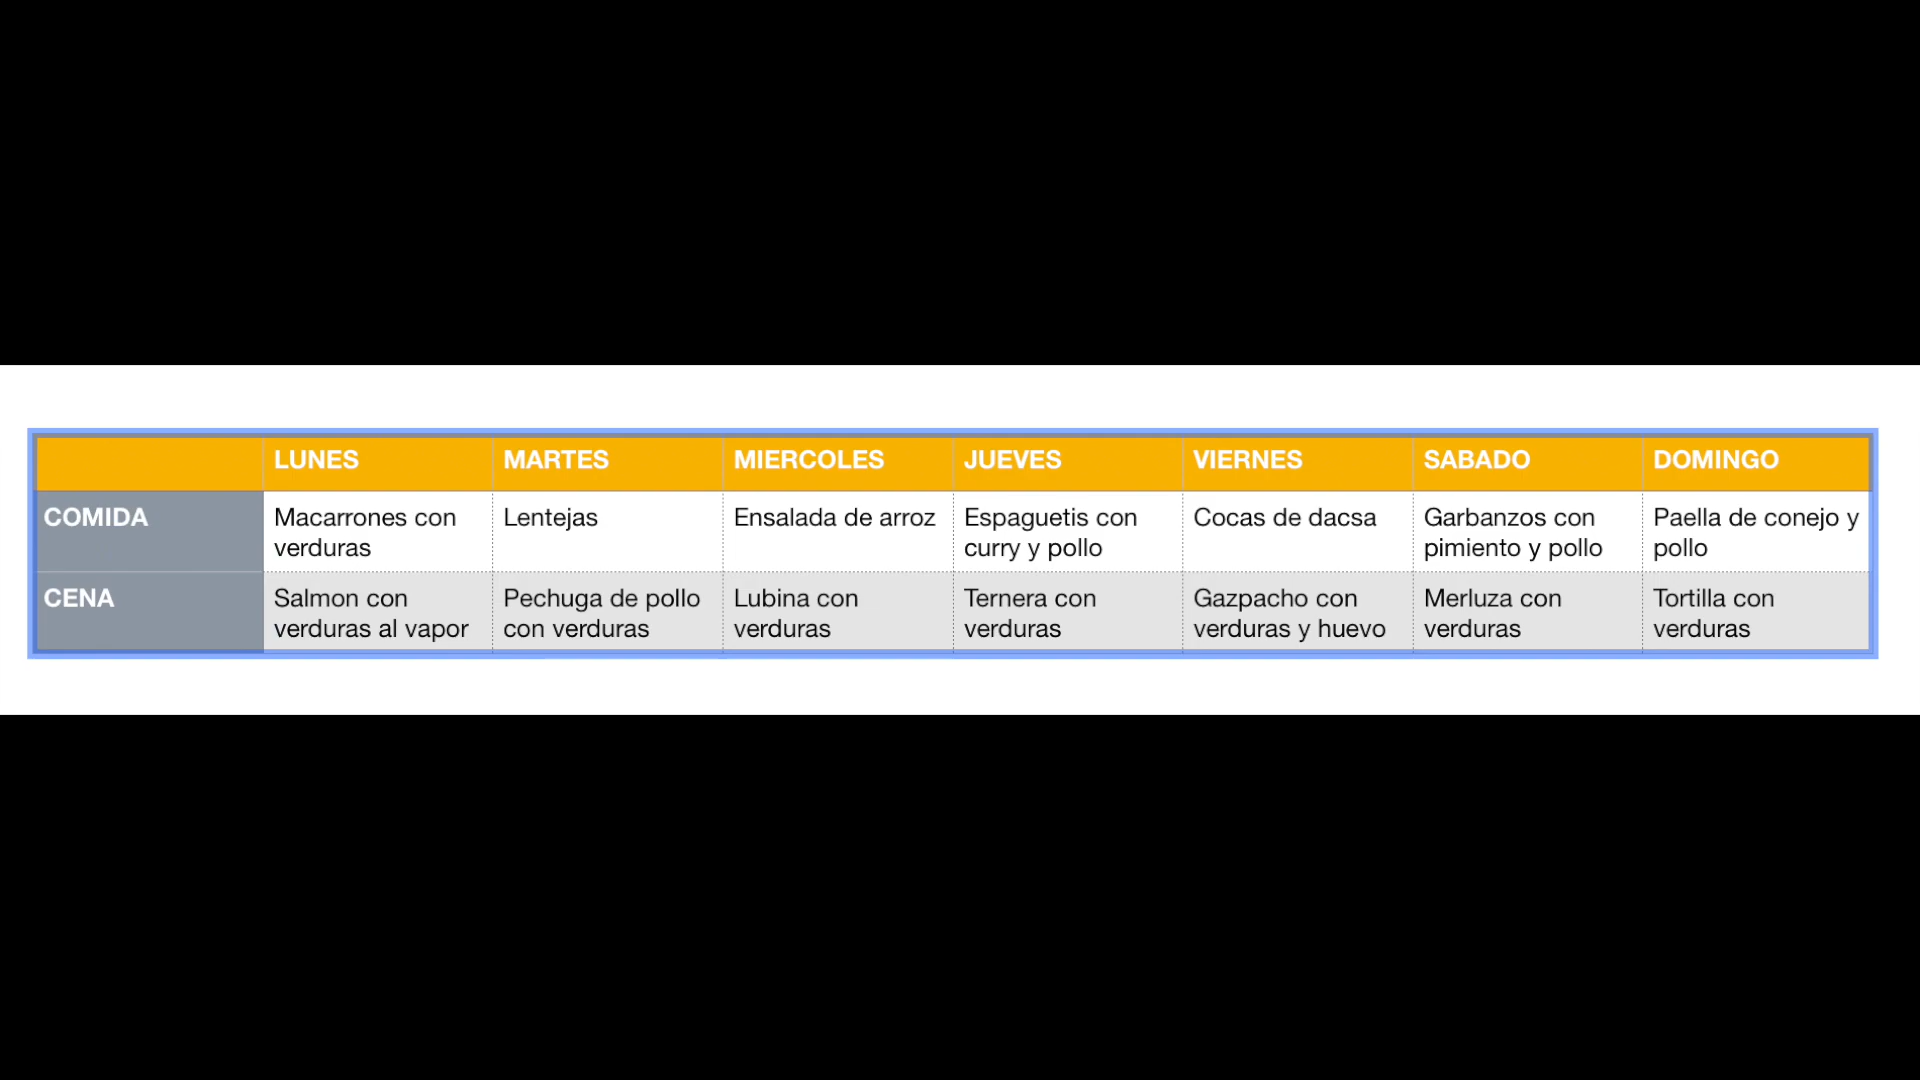 LUNES MARTES MIERCOLES JUEVES VIERNES SABADO DOMINGO
COMIDA Macarrones con Lentejas Ensalada de arroz Espaguetis con Cocas de dacsa Garbanzos con Paella de conejo y
verduras curry y pollo pimiento y pollo pollo
CENA Salmon con Pechuga de pollo Lubina con Ternera con Gazpacho con Merluza con Tortilla con
verduras al vapor con verduras verduras verduras verduras y huevo verduras verduras